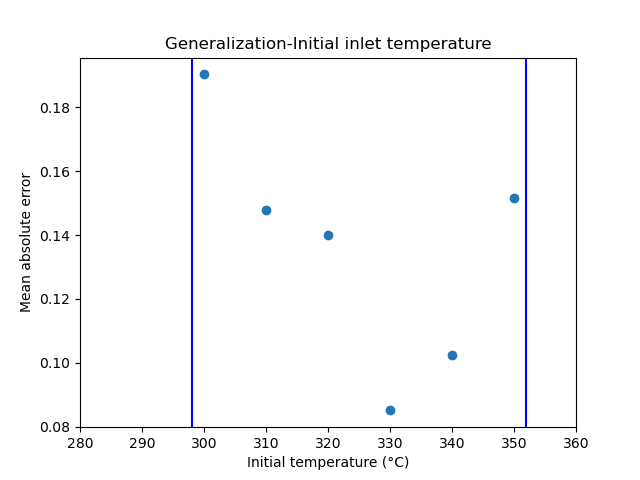 Generalization-Initial inlet temperature
Mean absolute error
0.18
0.16
0.14
0.12
0.10
0.08
280 290 300 310 320 330 340 350 360
Initial temperature (°C)